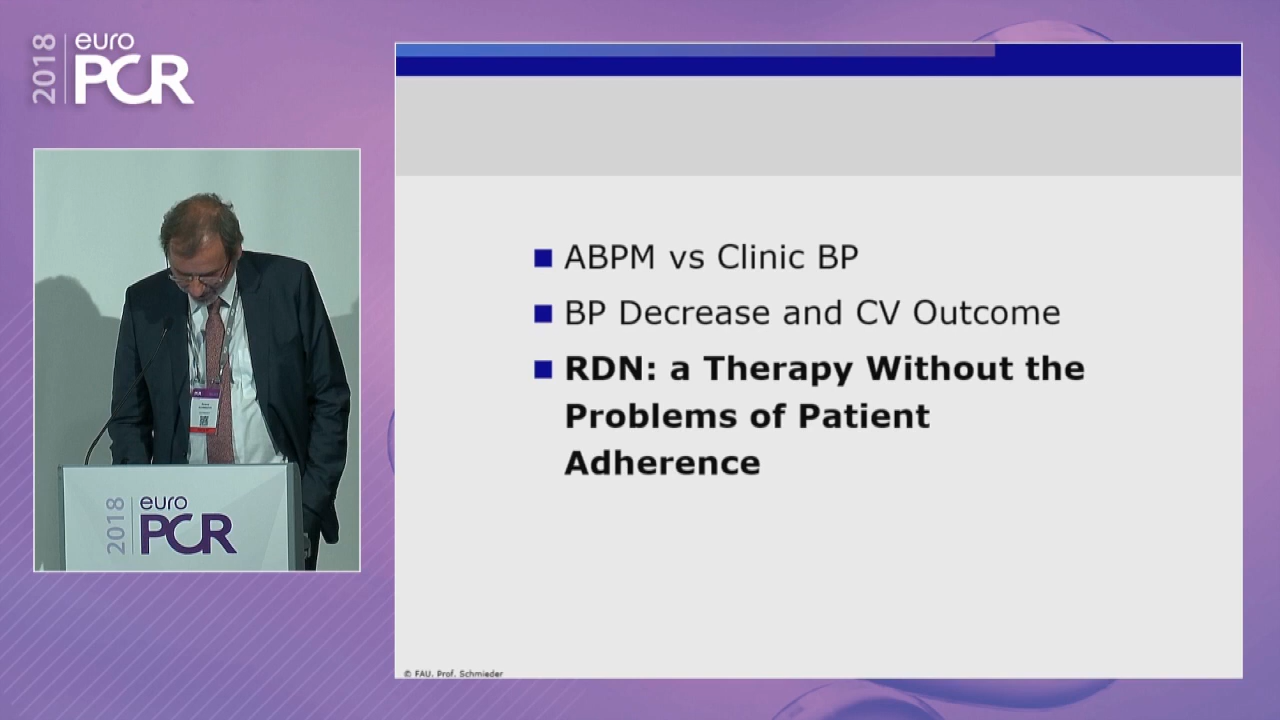 2018
euro
PCR
ABPM vs Clinic BP
BP Decrease and CV Outcome
RDN: a Therapy Without the
Problems of Patient
Adherence
© FAU. Prof. Schmieder
2018
euro
PCR